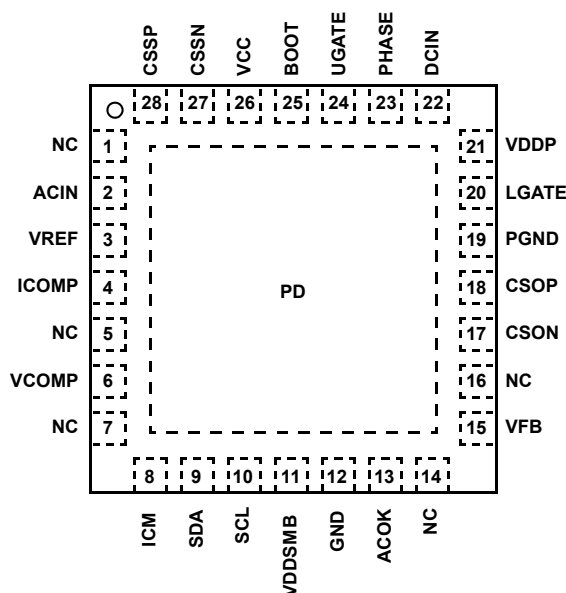 CSSP
CSSN
VCC
BOOT
UGATE
PHASE
DCIN
28 27 26 25 24 23 22
NC 1 21 VDDP
ACIN 2 20 LGATE
VREF 3 19 PGND
ICOMP 4 PD 18 CSOP
NC 5 17 CSON
VCOMP 6 16 NC
NC 7 15 VFB
8 9 10 11 12 13 14
ICM
SDA
SCL
VDDSMB
GND
ACOK
NC